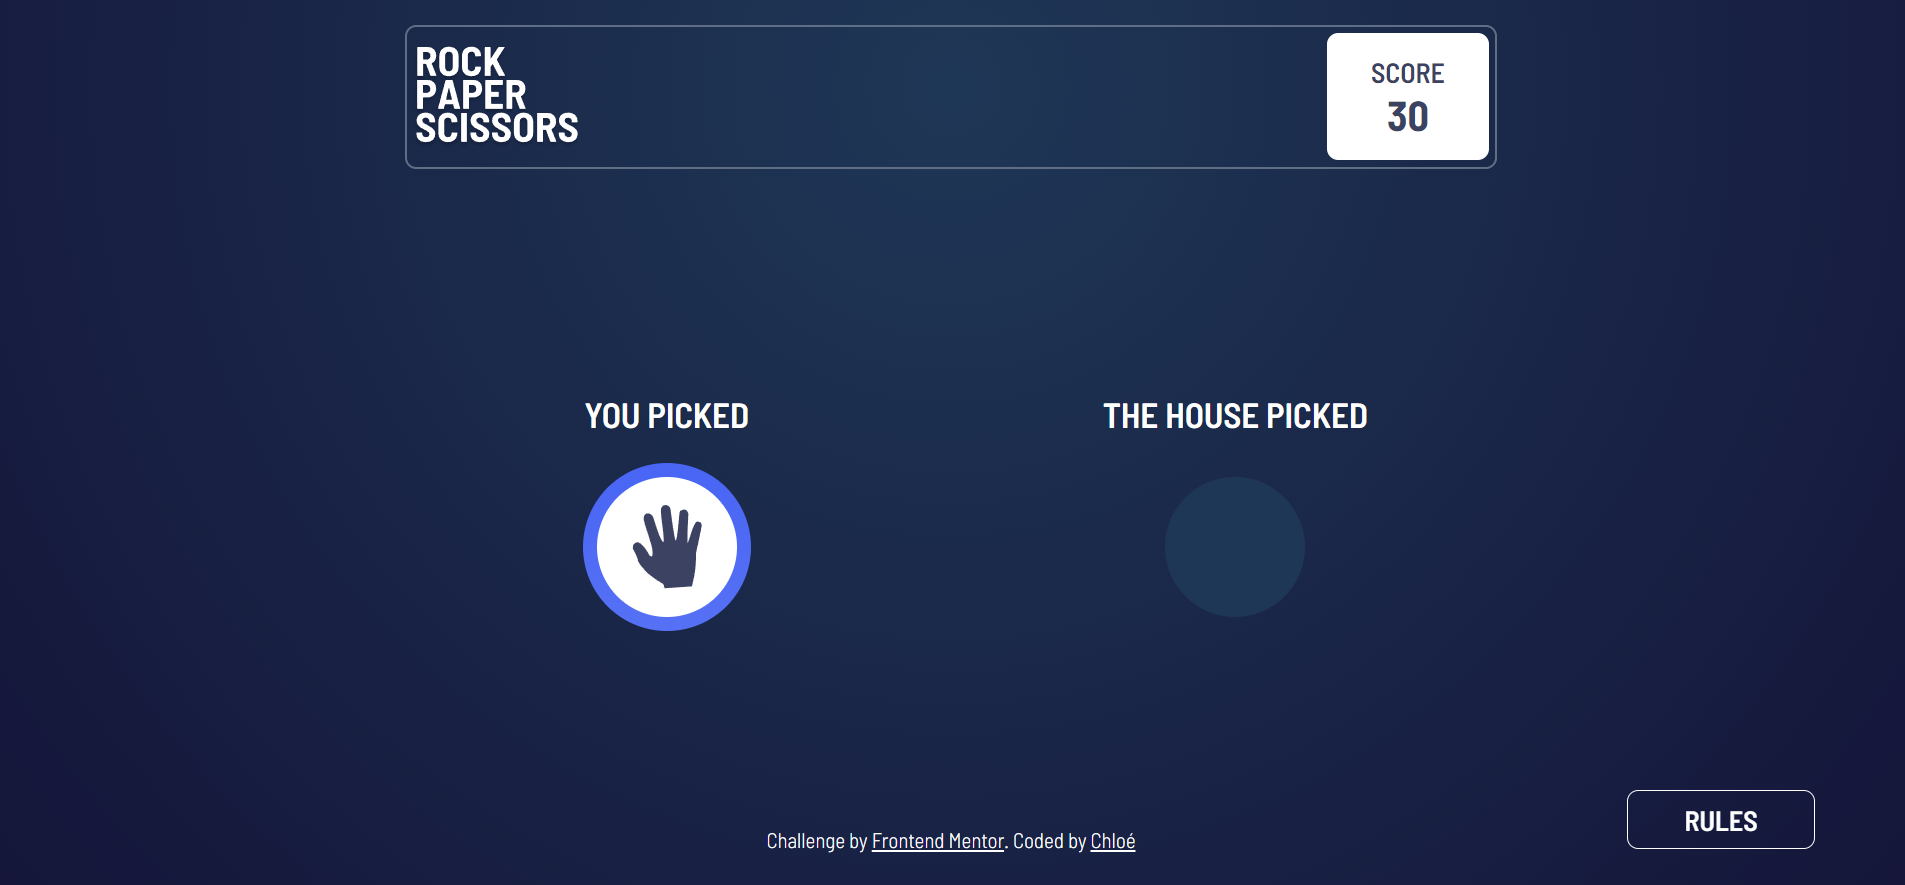 ROCK
PAPER
SCISSORS
SCORE
30
YOU PICKED
THE HOUSE PICKED
Challenge by Frontend Mentor. Coded by Chloé
RULES